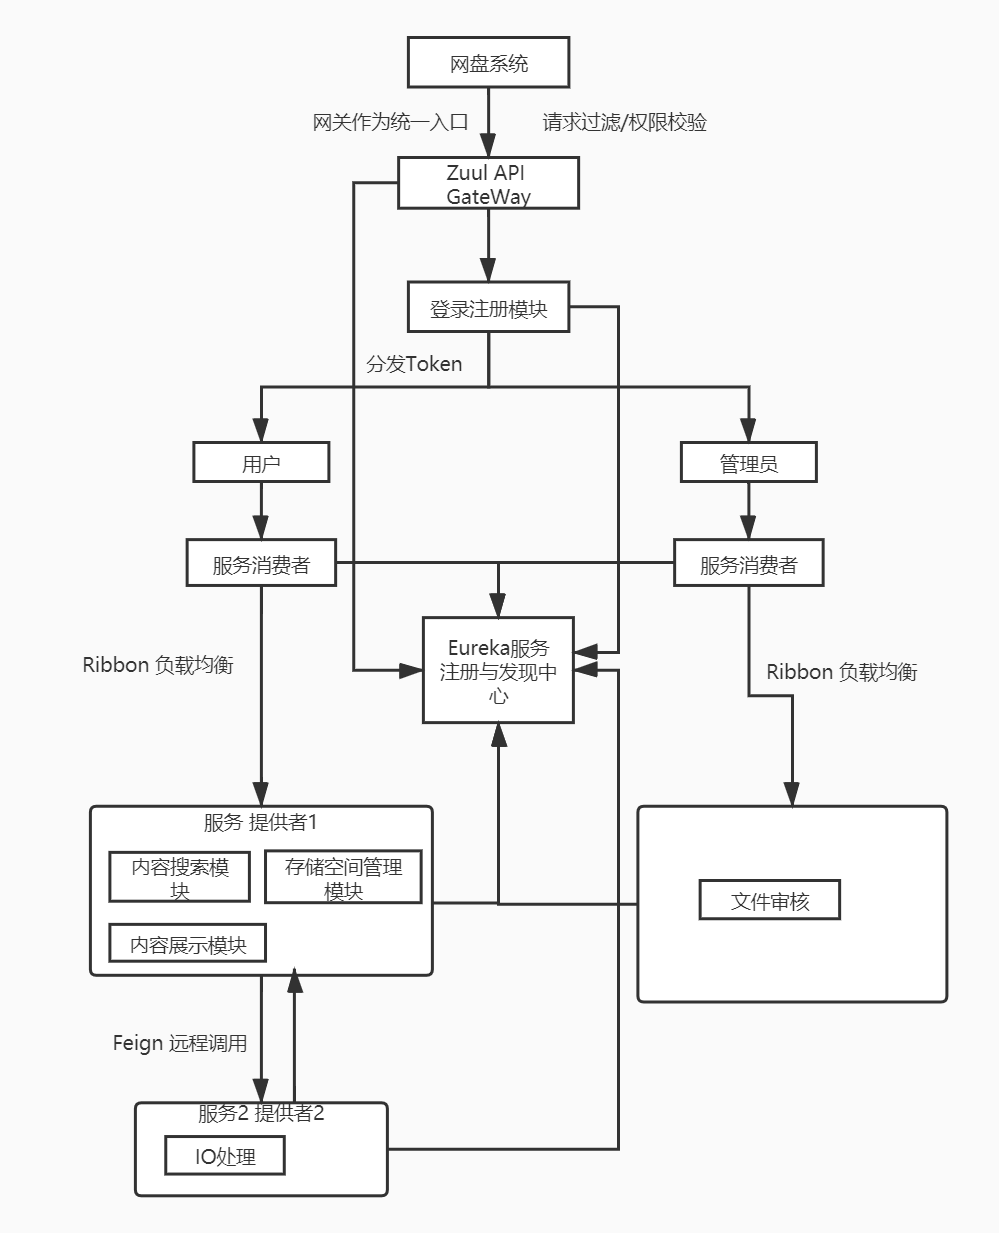 网盘系统
网关作为统一入口
请求过滤/权限校验
Zuul API
GateWay
登录注册模块
分发Token
用户
管理员
服务消费者
服务消费者
Eureka服务
注册与发现中
心
Ribbon 负载均衡
Ribbon 负载均衡
服务 提供者1
内容搜索模
块
存储空间管理
模块
内容展示模块
文件审核
Feign 远程调用
服务2 提供者2
IO处理